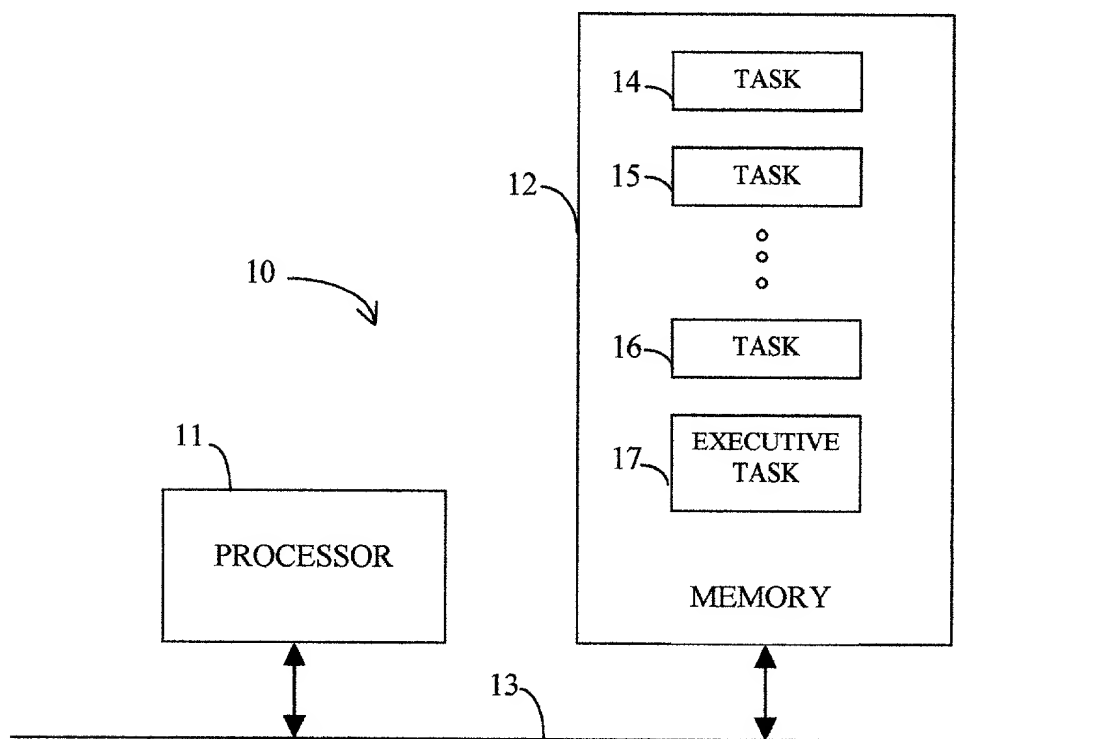 14 TASK
15 TASK
12
10
16 TASK
11
17 EXECUTIVE
TASK
PROCESSOR
MEMORY
13